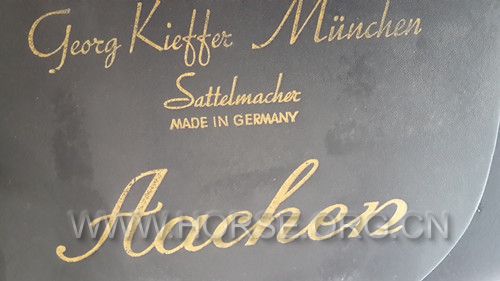 Georg Kieffer München
Sattelmacher
MADE IN GERMANY
Aachen
WWW.HORSE.ORG.CN